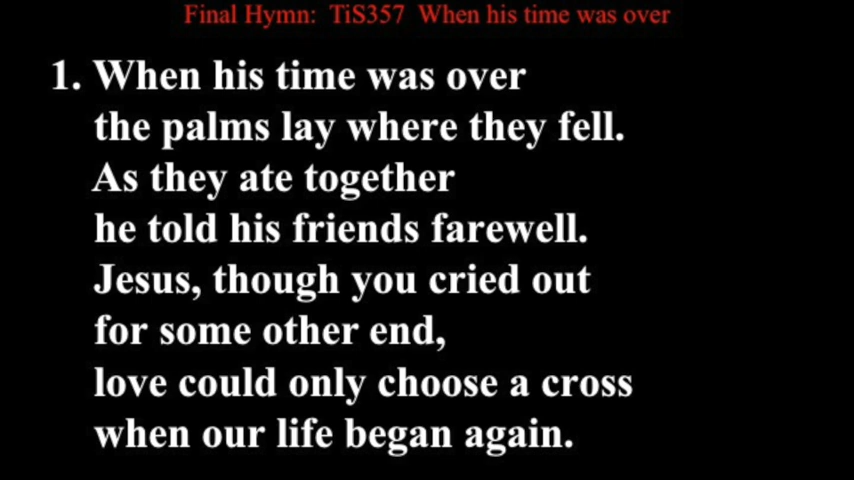 Final Hymn: TiS357 When his time was over
1. When his time was over
the palms lay where they fell.
As they ate together
he told his friends farewell.
Jesus, though you cried out
for some other end,
love could only choose a cross
when our life began again.